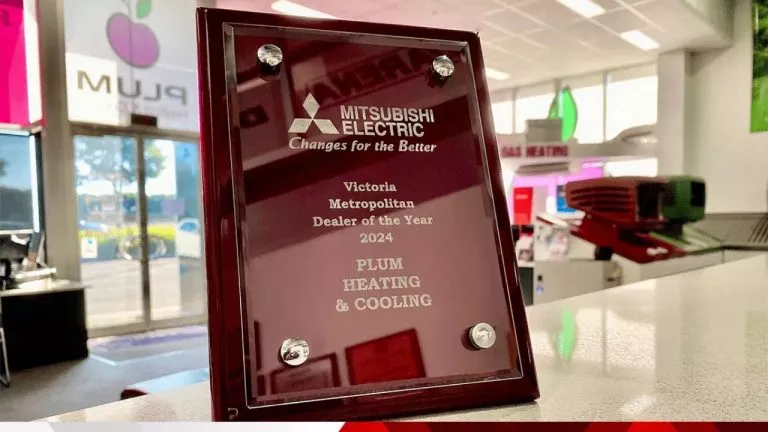 PLUM
MITSUBISHI
ELECTRIC
Changes for the Better
Victoria
Metropolitan
Dealer of the Year
2024
PLUM
HEATING
& COOLING
GAS HEATING